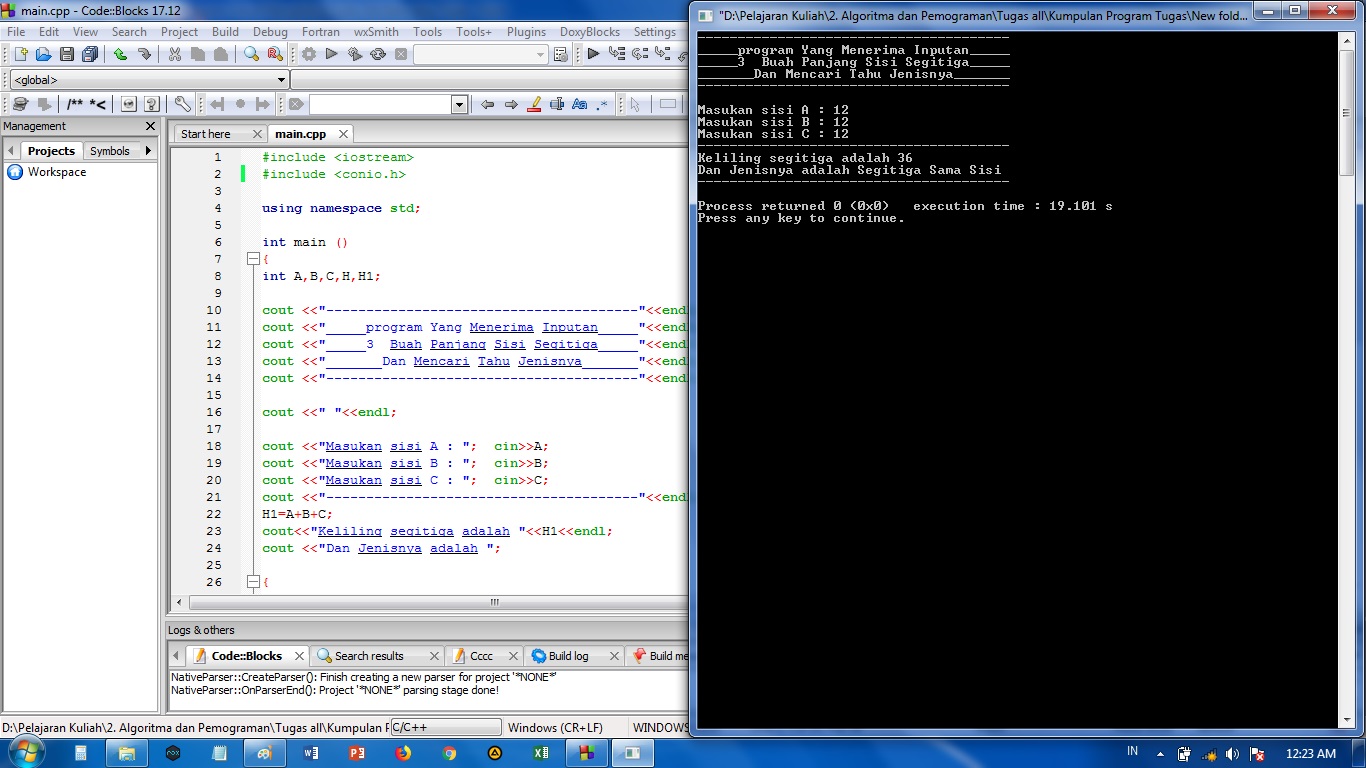 main.cpp - Code::Blocks 17.12
File Edit View Search Project Build Debug Fortran wxSmith Tools Tools+ Plugins DoxyBlocks Settings
<global>
/** *<
Aa .*
Management
Projects Symbols
Workspace
Start here main.cpp
1 #include <iostream>
2 #include <conio.h>
3
4 using namespace std;
5
6 int main ()
7 {
8 int A,B,C,H,H1;
9
10 cout <<"---------------------------------------"<<endl
11 cout <<"_____program Yang Menerima Inputan_____"<<endl
12 cout <<"_____3  Buah Panjang Sisi Segitiga_____"<<endl
13 cout <<"_______Dan Mencari Tahu Jenisnya_______"<<endl
14 cout <<"---------------------------------------"<<endl
15
16 cout <<" "<<endl;
17
18 cout <<"Masukan sisi A : ";  cin>>A;
19 cout <<"Masukan sisi B : ";  cin>>B;
20 cout <<"Masukan sisi C : ";  cin>>C;
21 cout <<"---------------------------------------"<<endl
22 H1=A+B+C;
23 cout<<"Keliling segitiga adalah "<<H1<<endl;
24 cout <<"Dan Jenisnya adalah ";
25
26 {
Logs & others
Code::Blocks Search results Cccc Build log Build me
NativeParser::CreateParser(): Finish creating a new parser for project '*NONE*'
NativeParser::OnParserEnd(): Project '*NONE*' parsing stage done!
D:\Pelajaran Kuliah\2. Algoritma dan Pemograman\Tugas all\Kumpulan P C/C++ Windows (CR+LF) WINDOWS
"D:\Pelajaran Kuliah\2. Algoritma dan Pemograman\Tugas all\Kumpulan Program Tugas\New fold...
---------------------------------------
_____program Yang Menerima Inputan_____
_____3  Buah Panjang Sisi Segitiga_____
_______Dan Mencari Tahu Jenisnya_______
---------------------------------------
Masukan sisi A : 12
Masukan sisi B : 12
Masukan sisi C : 12
---------------------------------------
Keliling segitiga adalah 36
Dan Jenisnya adalah Segitiga Sama Sisi
---------------------------------------
Process returned 0 (0x0)   execution time : 19.101 s
Press any key to continue.
IN 12:23 AM